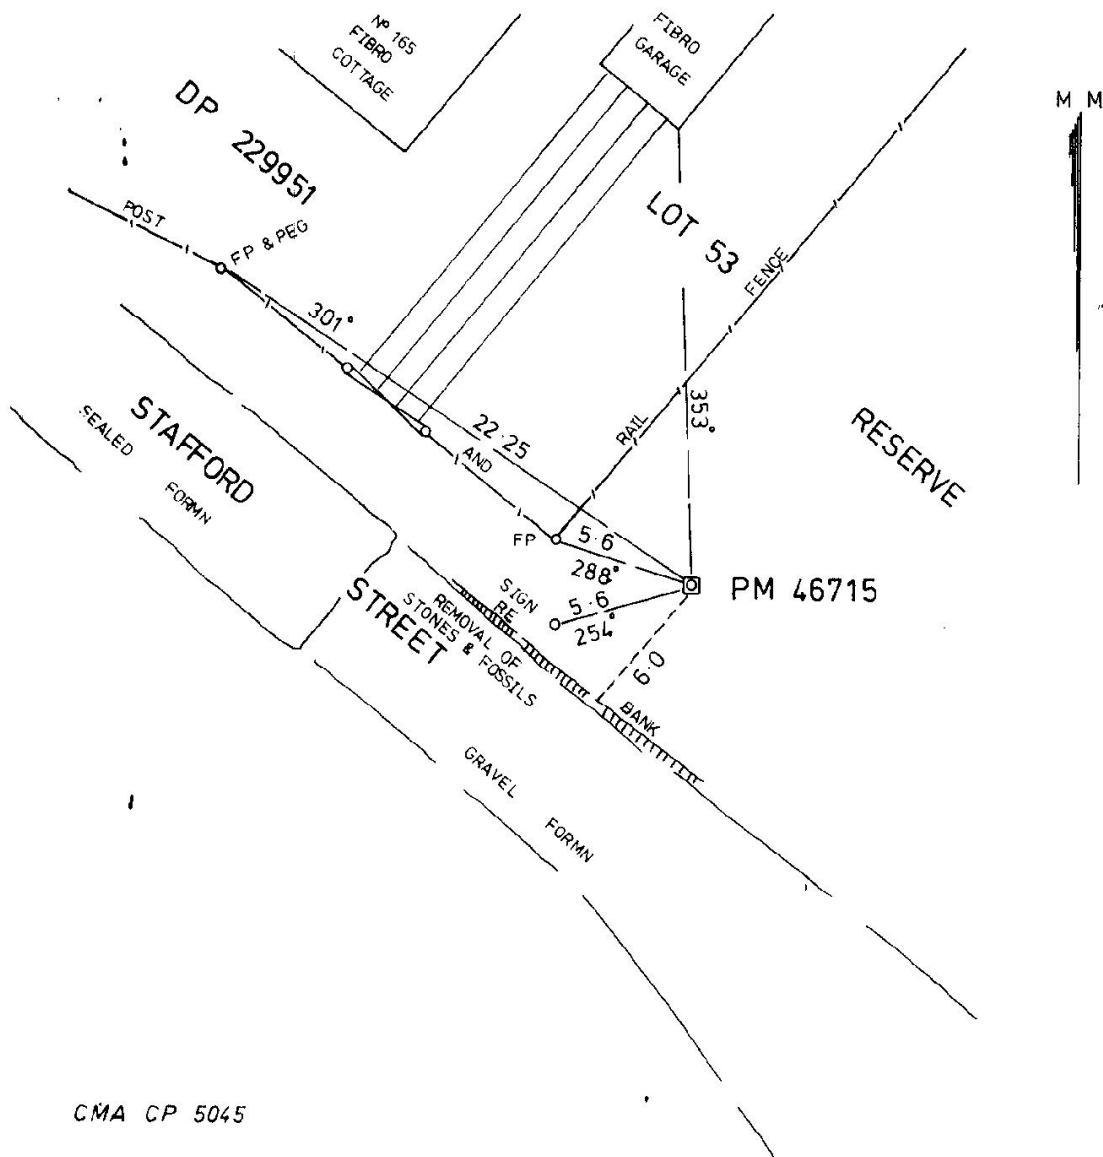 Nº 165
FIBRO
COTTAGE
FIBRO
GARAGE
M M
DP 229951
LOT 53
POST
FP & PEG
FENCE
301°
353°
RAIL
RESERVE
22·25
AND
STAFFORD
SEALED
FORMN
FP
5·6
288°
PM 46715
SIGN
RE
REMOVAL OF
STONES & FOSSILS
5·6
254°
STREET
6·0
BANK
GRAVEL
FORMN
CMA CP 5045